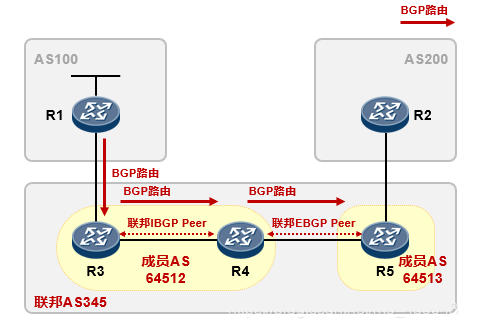 BGP路由
AS100
AS200
R1
R2
BGP路由
BGP路由
BGP路由
联邦IBGP Peer
联邦EBGP Peer
R3
成员AS
64512
R4
R5
成员AS
64513
联邦AS345